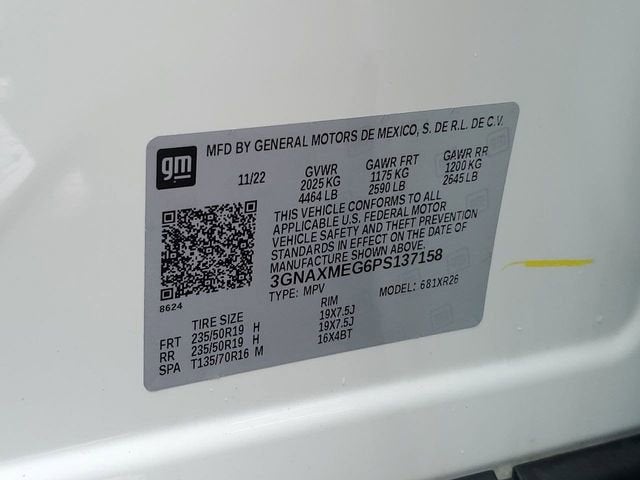 gm MFD BY GENERAL MOTORS DE MEXICO, S. DE R.L. DE C.V.
11/22 GVWR GAWR FRT GAWR RR
2025 KG 1175 KG 1200 KG
4464 LB 2590 LB 2645 LB
THIS VEHICLE CONFORMS TO ALL
APPLICABLE U.S. FEDERAL MOTOR
VEHICLE SAFETY AND THEFT PREVENTION
STANDARDS IN EFFECT ON THE DATE OF
MANUFACTURE SHOWN ABOVE.
3GNAXMEG6PS137158
8624 TYPE: MPV MODEL: 681XR26
TIRE SIZE RIM
FRT 235/50R19 H 19X7.5J
RR 235/50R19 H 19X7.5J
SPA T135/70R16 M 16X4BT